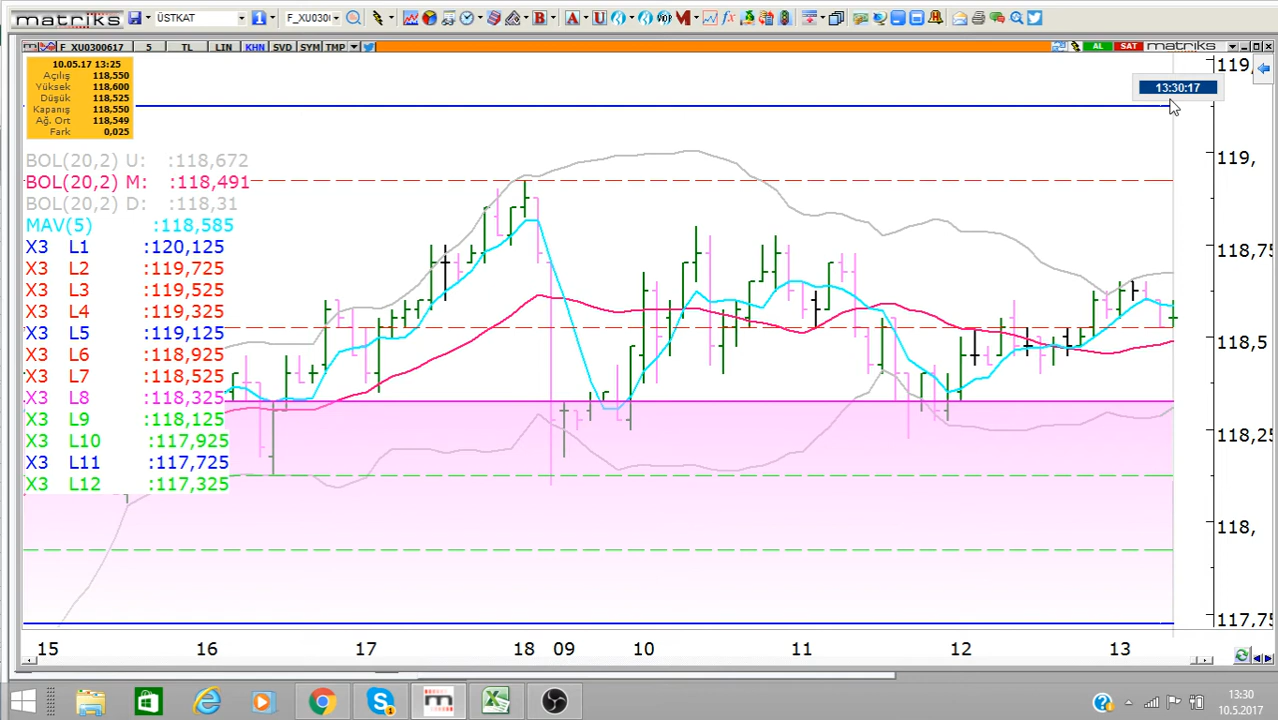 matriks ÜSTKAT F_XU030(
F_XU0300617 5 TL LIN KHN SVD SYM TMP AL SAT matriks
10.05.17 13:25
Açılış 118,550
Yüksek 118,600
Düşük 118,525
Kapanış 118,550
Ağ. Ort 118,549
Fark 0,025
13:30:17
BOL(20,2) U: :118,672
BOL(20,2) M: :118,491
BOL(20,2) D: :118,31
MAV(5) :118,585
X3 L1 :120,125
X3 L2 :119,725
X3 L3 :119,525
X3 L4 :119,325
X3 L5 :119,125
X3 L6 :118,925
X3 L7 :118,525
X3 L8 :118,325
X3 L9 :118,125
X3 L10 :117,925
X3 L11 :117,725
X3 L12 :117,325
119,
119,
118,75
118,5
118,25
118,
117,75
15 16 17 18 09 10 11 12 13
13:30
10.5.2017